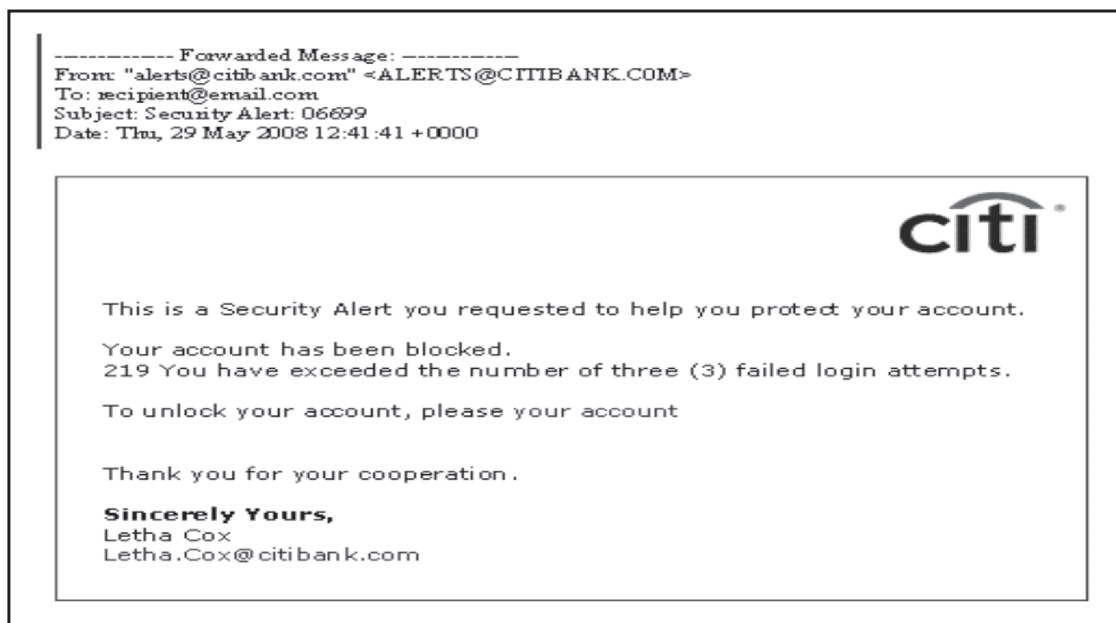 -------------- Forwarded Message: --------------
From: "alerts@citibank.com" <ALERTS@CITIBANK.C0M>
To: recipient@email.com
Subject: Security Alert: 06699
Date: Thu, 29 May 2008 12:41:41 +0000
citi
This is a Security Alert you requested to help you protect your account.
Your account has been blocked.
219 You have exceeded the number of three (3) failed login attempts.
To unlock your account, please your account
Thank you for your cooperation.
Sincerely Yours,
Letha Cox
Letha.Cox@citibank.com